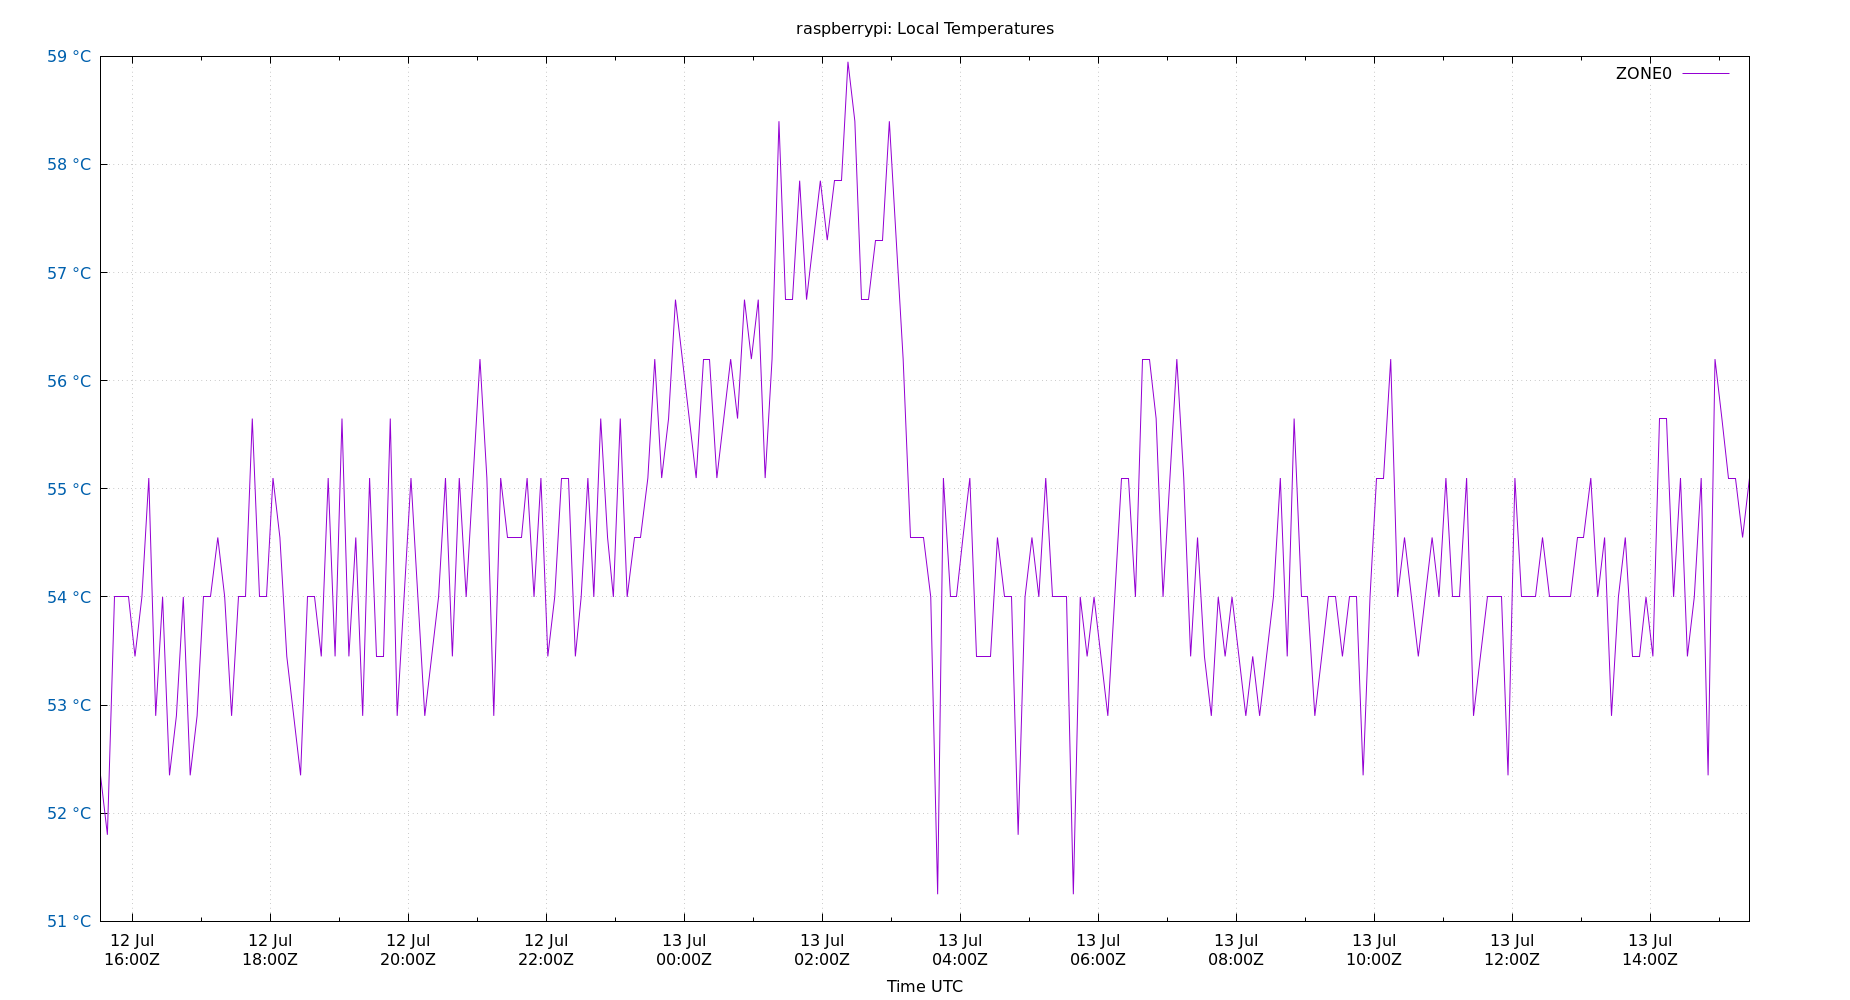 raspberrypi: Local Temperatures
59 °C
ZONE0
58 °C
57 °C
56 °C
55 °C
54 °C
53 °C
52 °C
51 °C
12 Jul 12 Jul 12 Jul 12 Jul 13 Jul 13 Jul 13 Jul 13 Jul 13 Jul 13 Jul 13 Jul 13 Jul
16:00Z 18:00Z 20:00Z 22:00Z 00:00Z 02:00Z 04:00Z 06:00Z 08:00Z 10:00Z 12:00Z 14:00Z
Time UTC